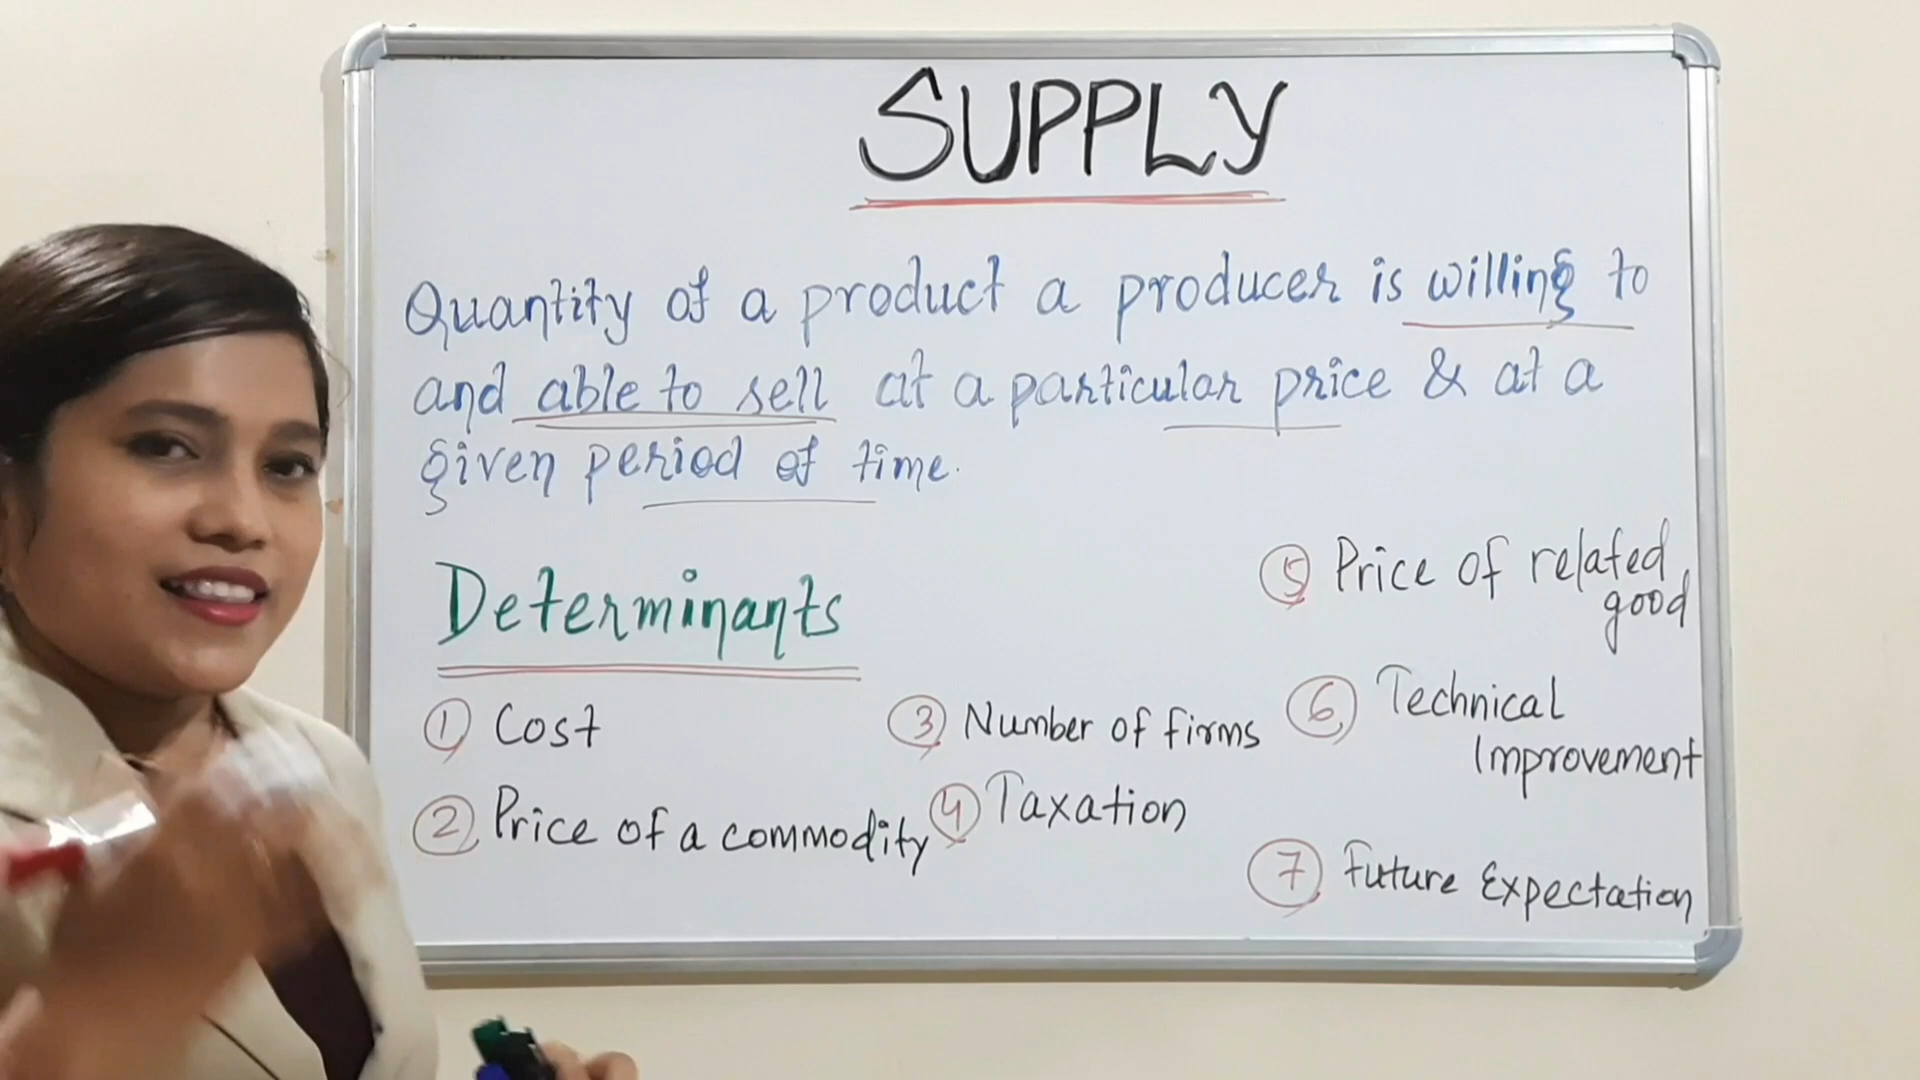 SUPPLY
Quantity of a product a producer is willing to
and able to sell at a particular price & at a
given period of time.
Determinants
1 Cost
2 Price of a commodity
3 Number of firms
4 Taxation
5 Price of related
good
6 Technical
Improvement
7 Future Expectation